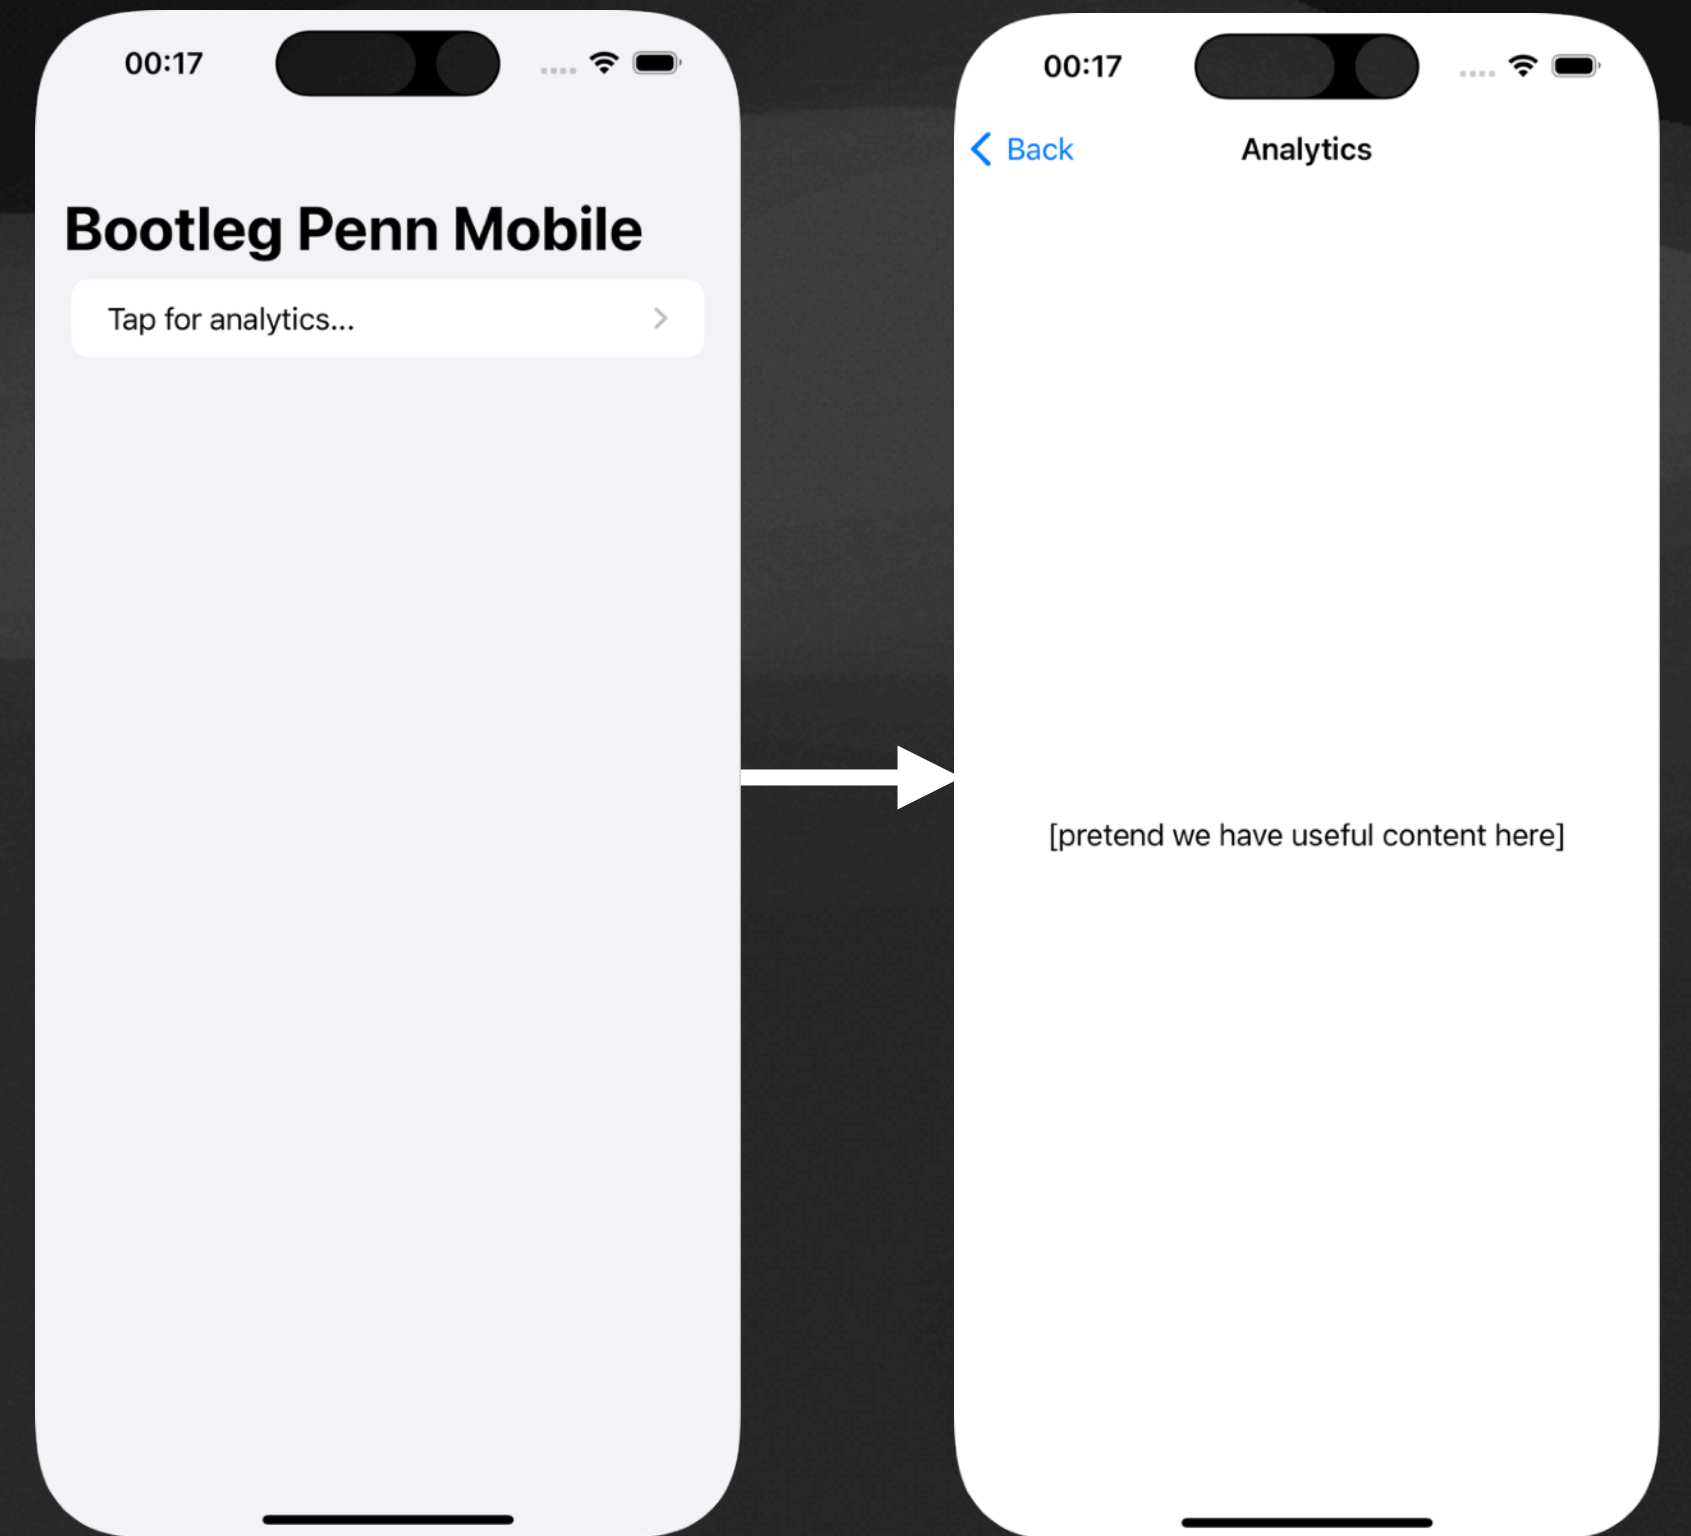 00:17
Bootleg Penn Mobile
Tap for analytics...
00:17
Back
Analytics
[pretend we have useful content here]